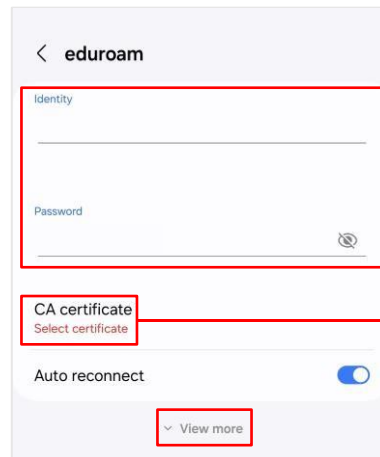 eduroam
Identity
Password
CA certificate
Select certificate
Auto reconnect
View more